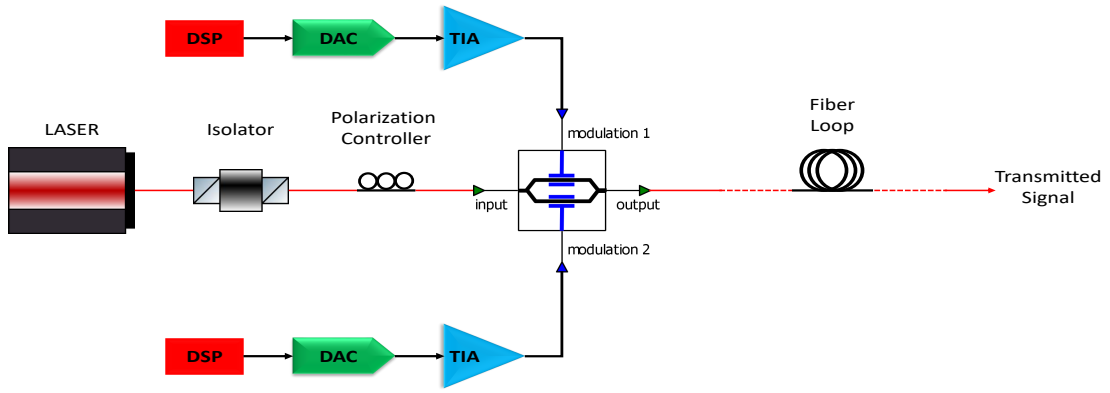 DSP
DAC
TIA
LASER
Isolator
Polarization
Controller
modulation 1
Fiber
Loop
input
output
Transmitted
Signal
modulation 2
DSP
DAC
TIA